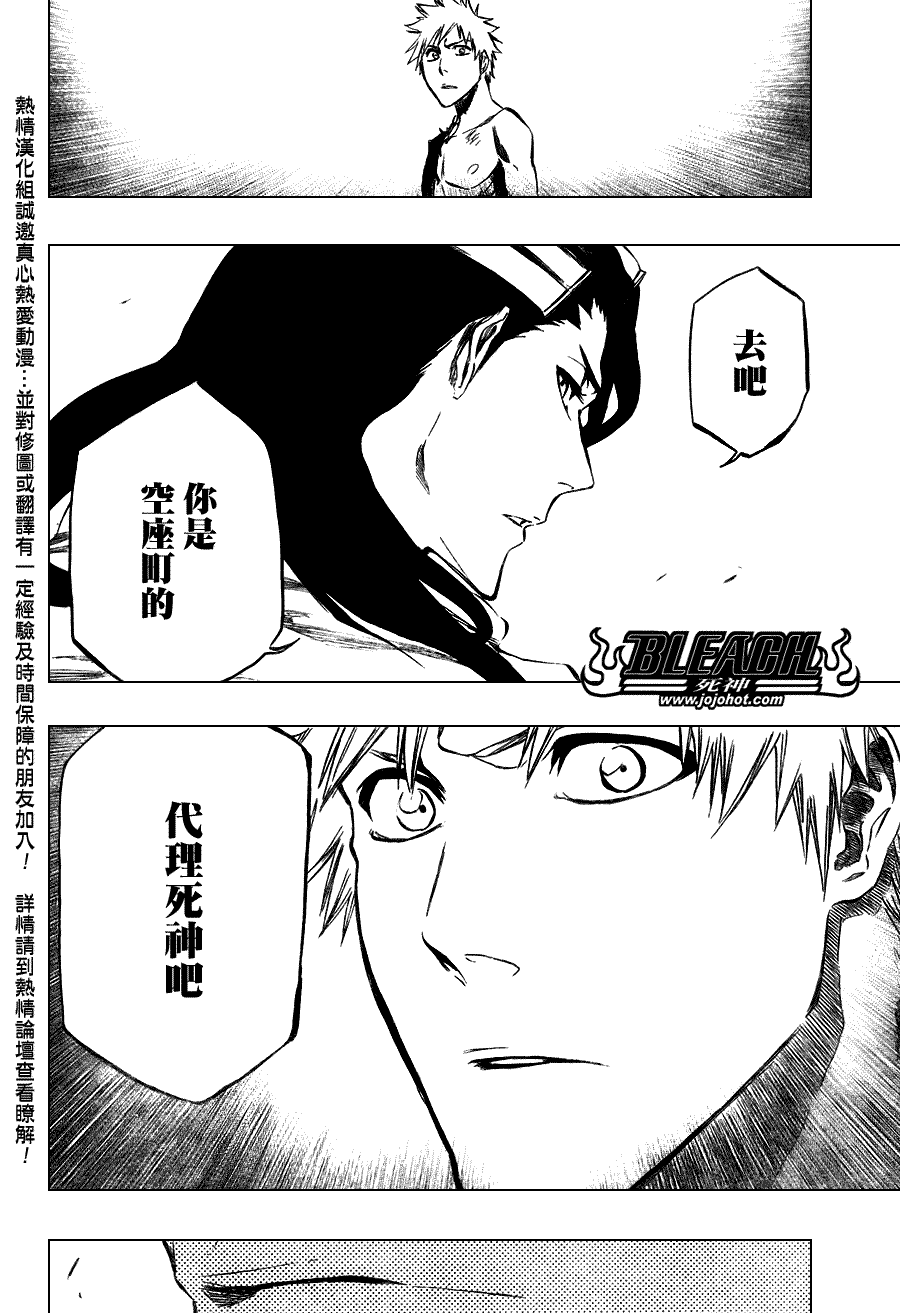 去吧
你是
空座町的
BLEACH
死神
www.jojohot.com
代理死神吧
熱情漢化組誠邀真心熱愛動漫…並對修圖或翻譯有一定經驗及時間保障的朋友加入！ 詳情請到熱情論壇查看瞭解！